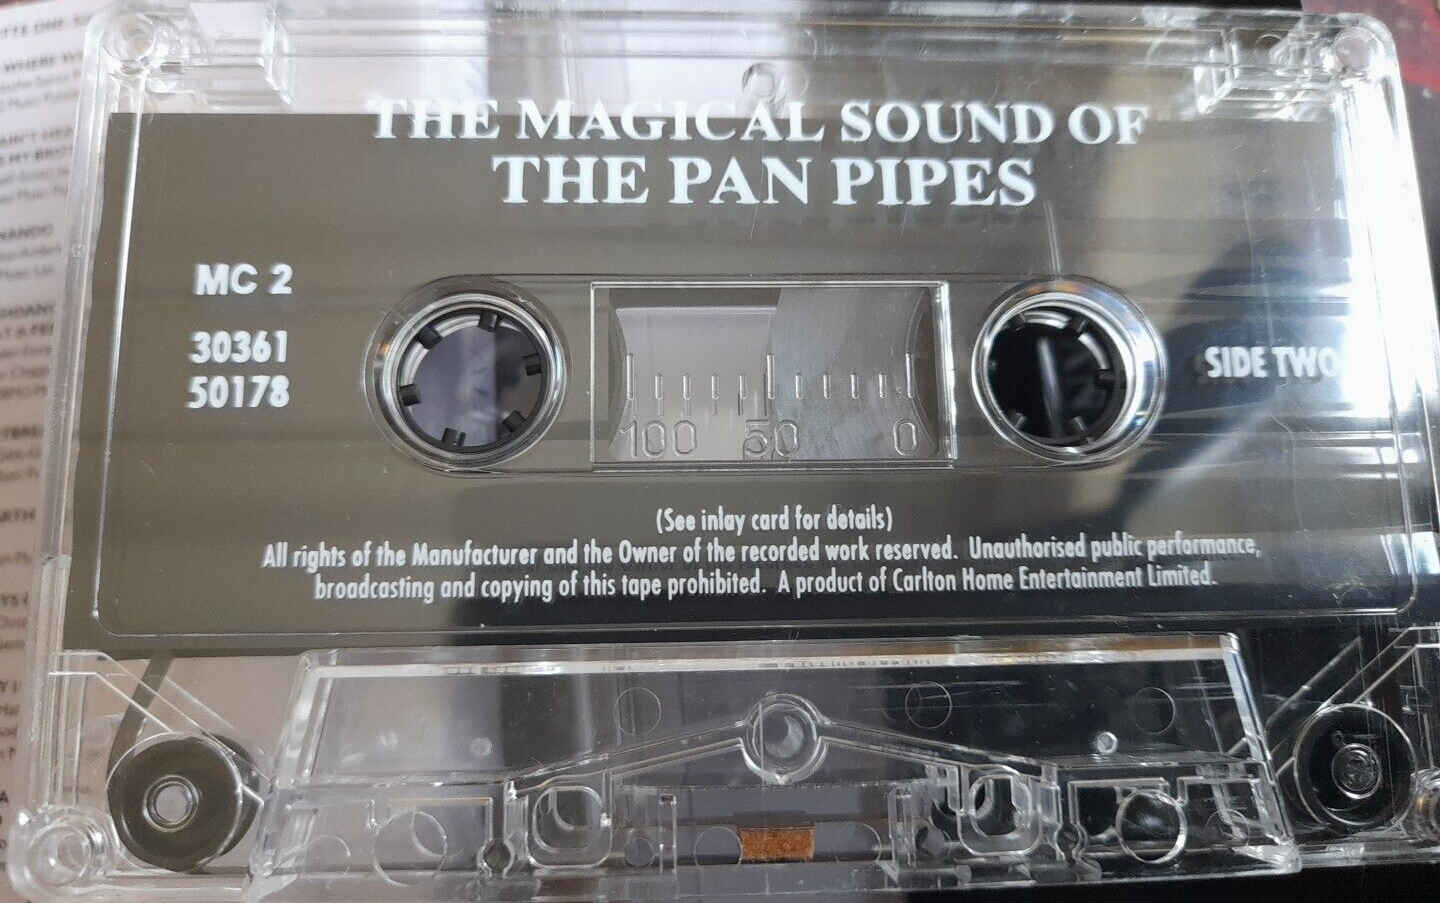 THE MAGICAL SOUND OF
THE PAN PIPES
MC 2
30361
50178
SIDE TWO
100 50 0
(See inlay card for details)
All rights of the Manufacturer and the Owner of the recorded work reserved. Unauthorised public performance,
broadcasting and copying of this tape prohibited. A product of Carlton Home Entertainment Limited.